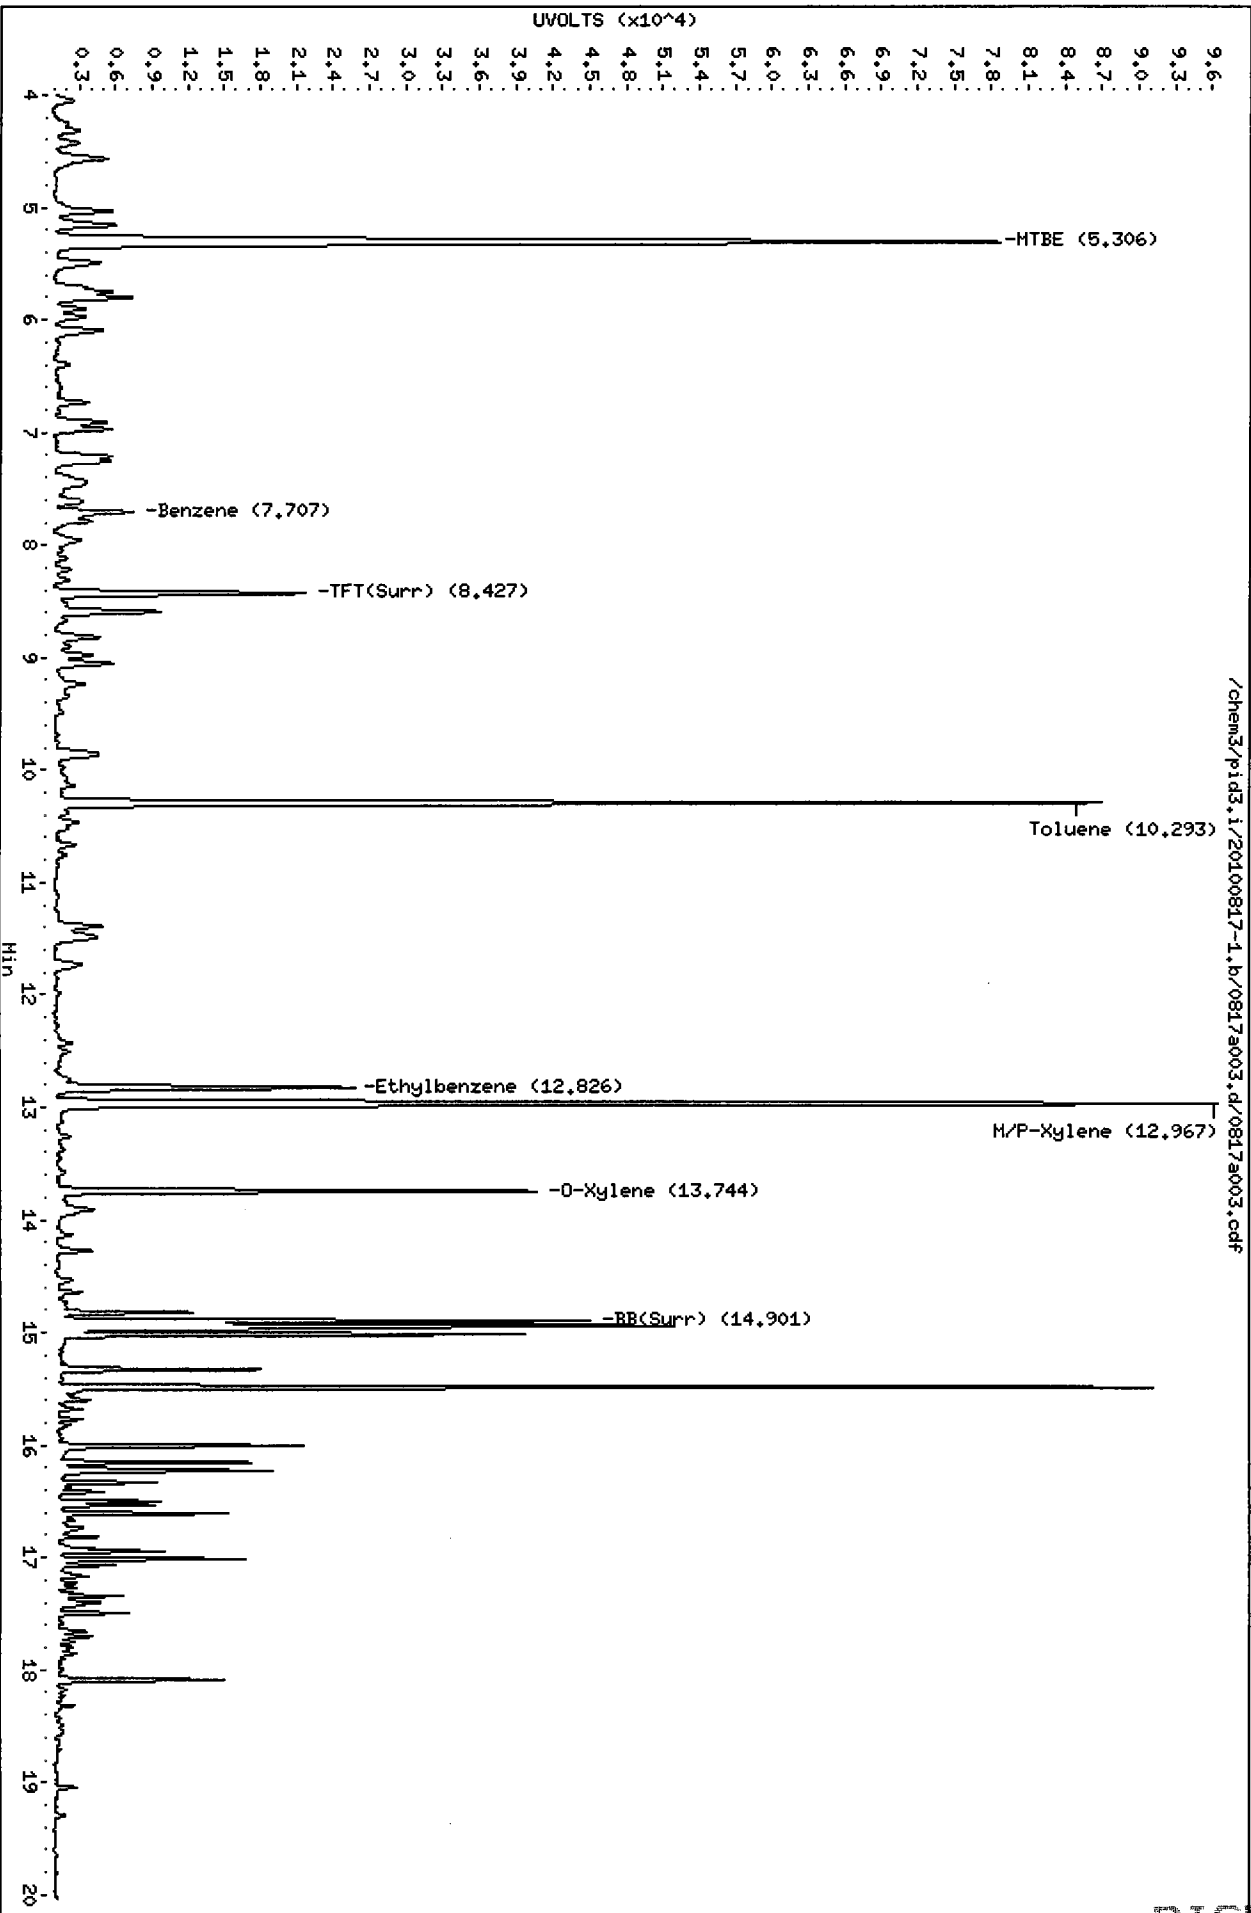 /chem3/pid3.i/20100817-1.b/0817a003.d/0817a003.cdf
UVOLTS (x10^4)
9.6
9.3
9.0
8.7
8.4
8.1
7.8
7.5
7.2
6.9
6.6
6.3
6.0
5.7
5.4
5.1
4.8
4.5
4.2
3.9
3.6
3.3
3.0
2.7
2.4
2.1
1.8
1.5
1.2
0.9
0.6
0.3
-MTBE (5.306)
-Benzene (7.707)
-TFT(Surr) (8.427)
Toluene (10.293)
-Ethylbenzene (12.826)
M/P-Xylene (12.967)
-O-Xylene (13.744)
-BB(Surr) (14.901)
4 5 6 7 8 9 10 11 12 13 14 15 16 17 18 19 20
Min